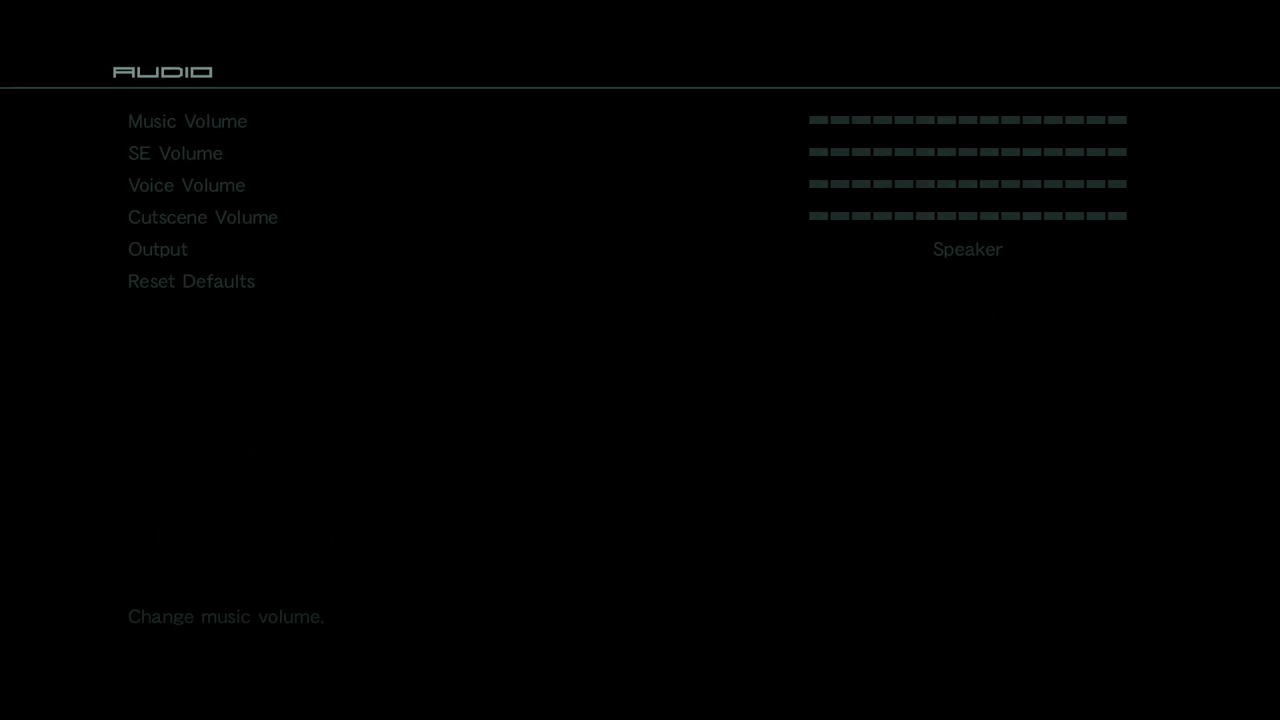 AUDIO
Music Volume
SE Volume
Voice Volume
Cutscene Volume
Output Speaker
Reset Defaults
Change music volume.